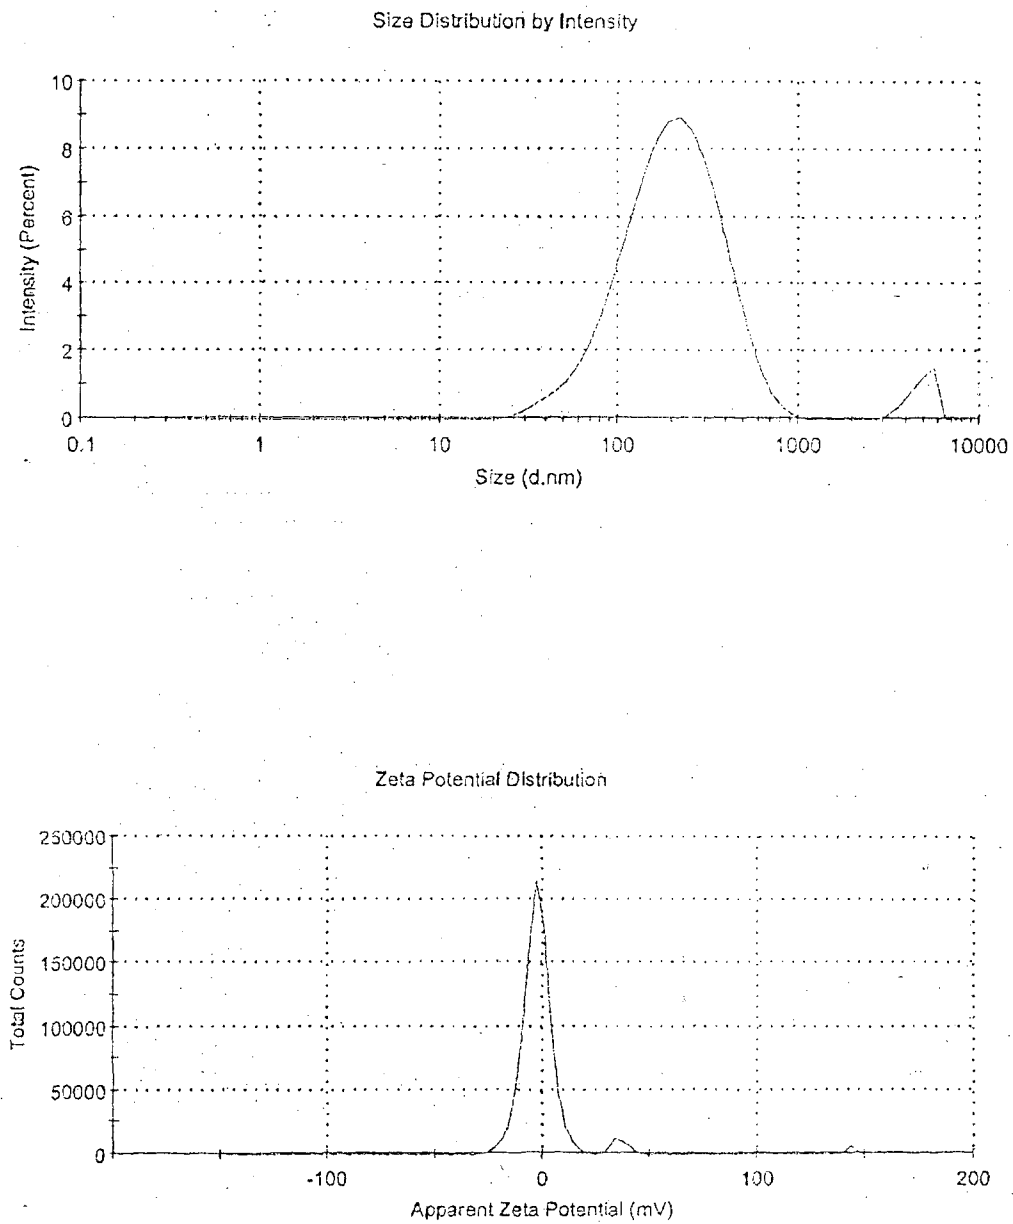 Size Distribution by Intensity
10
8
6
4
2
0
Intensity (Percent)
0.1 1 10 100 1000 10000
Size (d.nm)
Zeta Potential Distribution
250000
200000
150000
100000
50000
0
Total Counts
-100 0 100 200
Apparent Zeta Potential (mV)